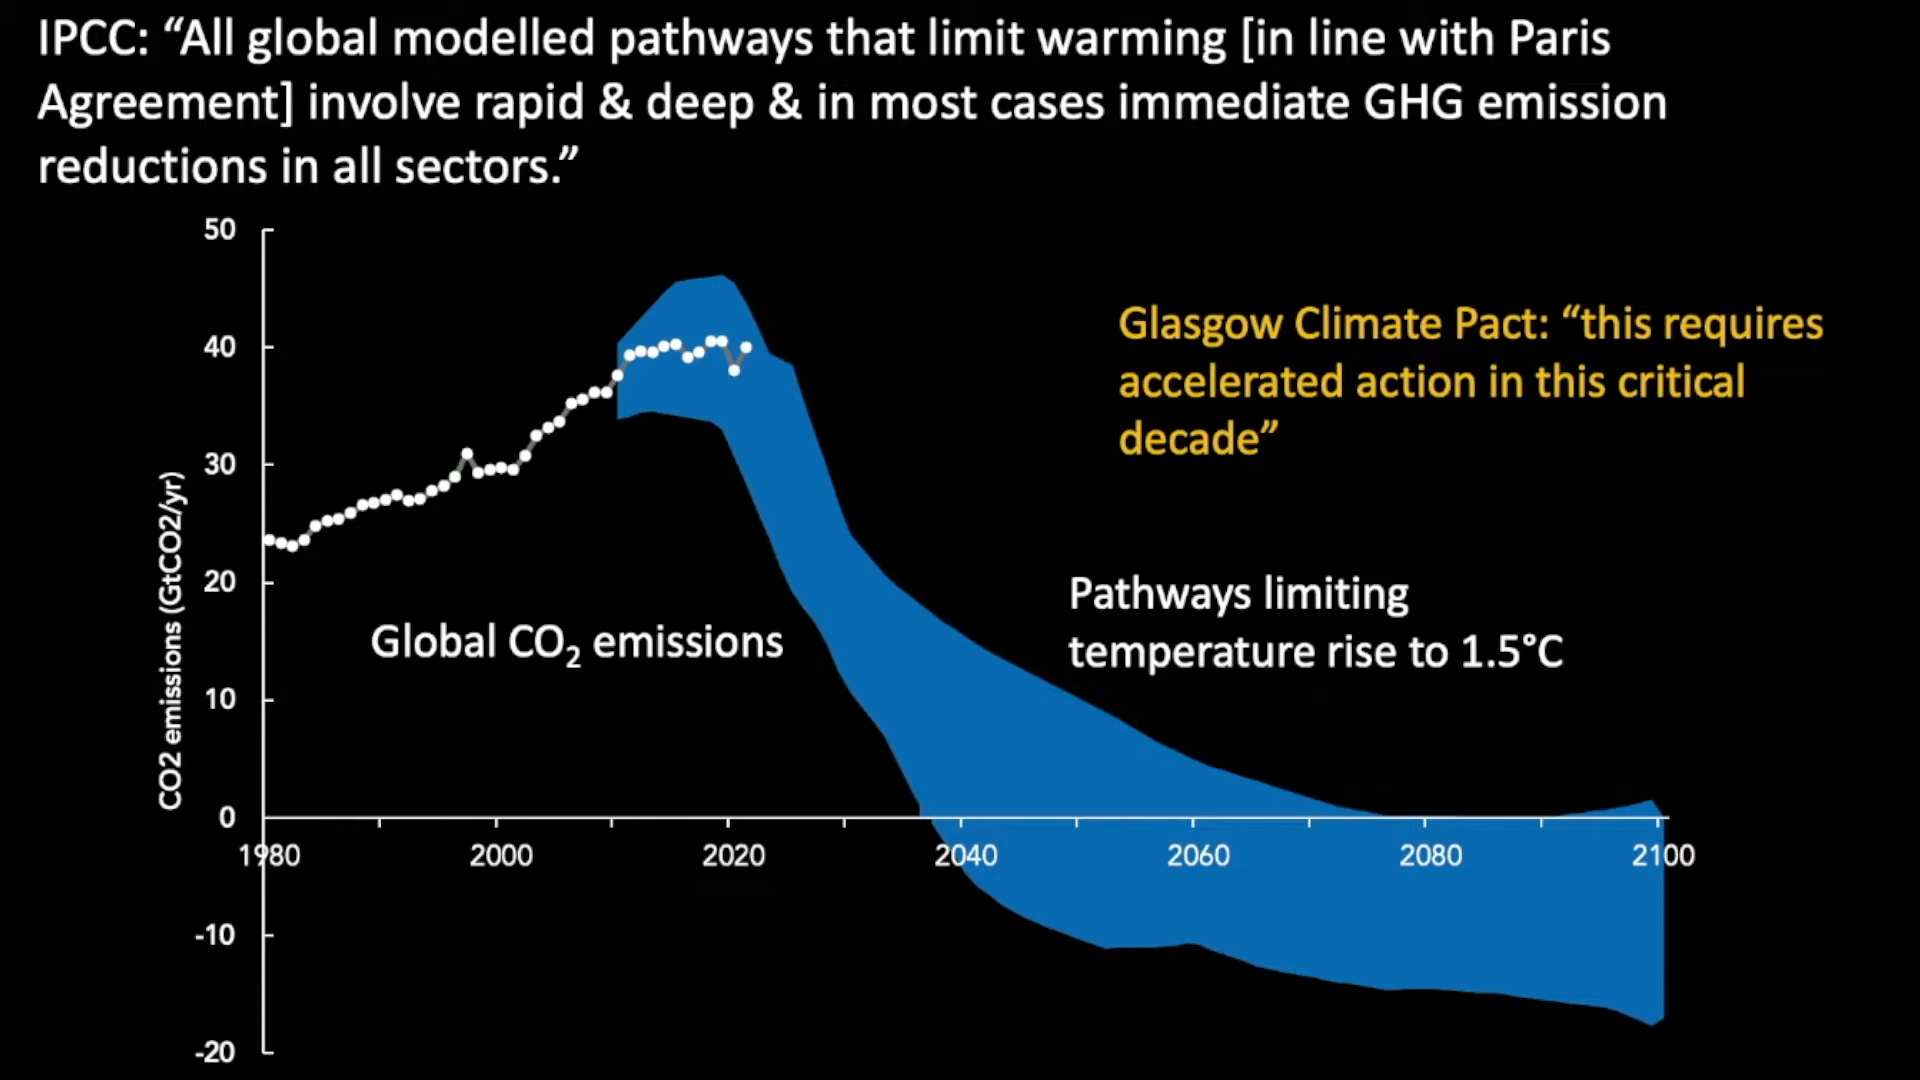 IPCC: “All global modelled pathways that limit warming [in line with Paris
Agreement] involve rapid & deep & in most cases immediate GHG emission
reductions in all sectors.”
50
40
30
20
10
0
-10
-20
CO2 emissions (GtCO2/yr)
Glasgow Climate Pact: “this requires
accelerated action in this critical
decade”
Pathways limiting
temperature rise to 1.5°C
Global CO₂ emissions
1980 2000 2020 2040 2060 2080 2100